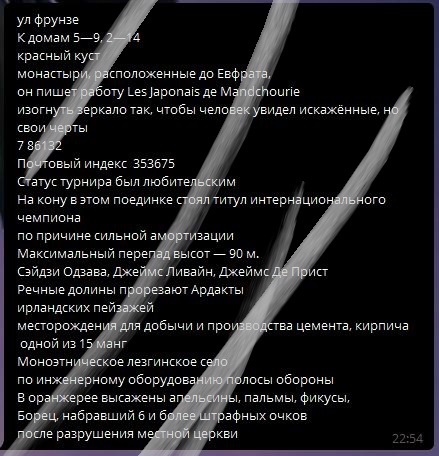 ул фрунзе
К домам 5—9, 2—14
красный куст
монастыри, расположенные до Евфрата,
он пишет работу Les Japonais де Mandchourie
изогнуть зеркало так, чтобы человек увидел искажённые, но
свои черты
7 86132
Почтовый индекс  353675
Статус турнира был любительским
На кону в этом поединке стоял титул интернационального
чемпиона
по причине сильной амортизации
Максимальный перепад высот — 90 м.
Сэйдзи Одзава, Джеймс Ливайн, Джеймс Де Прист
Речные долины прорезают Ардакты
ирландских пейзажей
месторождения для добычи и производства цемента, кирпича
одной из 15 манг
Моноэтническое лезгинское село
по инженерному оборудованию полосы обороны
В оранжерее высажены апельсины, пальмы, фикусы,
Борец, набравший 6 и более штрафных очков
после разрушения местной церкви
22:54